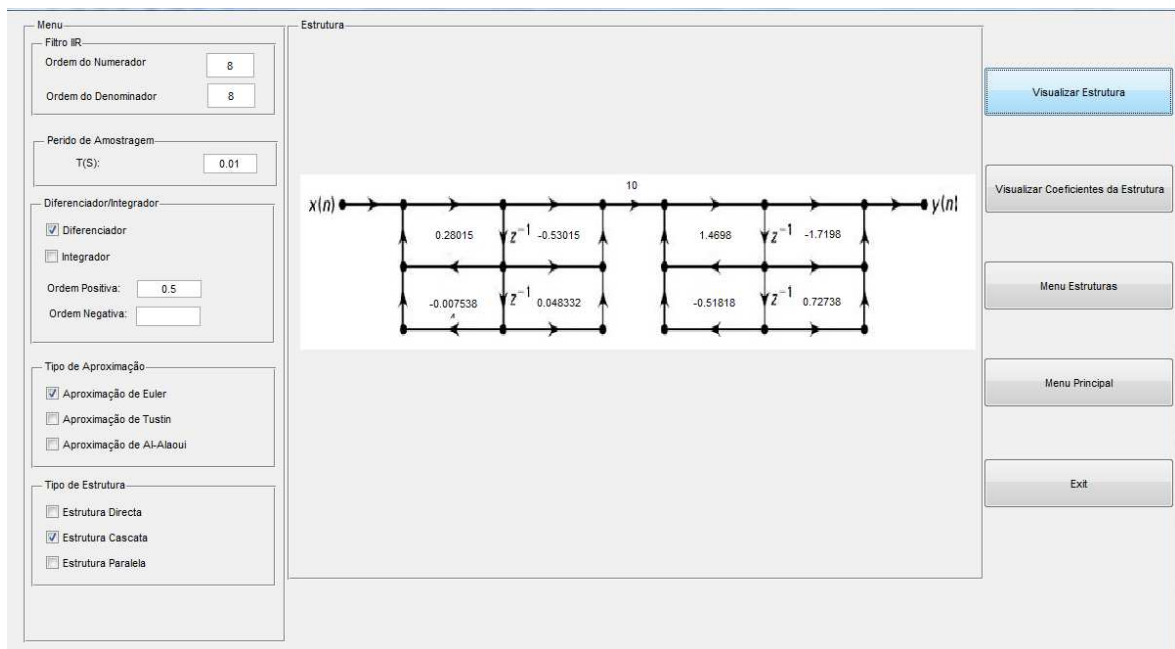 Menu
Filtro IIR
Ordem do Numerador 8
Ordem do Denominador 8
Perido de Amostragem
T(S): 0.01
Diferenciador/Integrador
Diferenciador
Integrador
Ordem Positiva: 0.5
Ordem Negativa:
Tipo de Aproximação
Aproximação de Euler
Aproximação de Tustin
Aproximação de Al-Alaoui
Tipo de Estrutura
Estrutura Directa
Estrutura Cascata
Estrutura Paralela
Estrutura
10
x(n) y(n)
0.28015 z⁻¹ -0.53015 1.4698 z⁻¹ -1.7198
-0.007538 z⁻¹ 0.048332 -0.51818 z⁻¹ 0.72738
Visualizar Estrutura
Visualizar Coeficientes da Estrutura
Menu Estruturas
Menu Principal
Exit